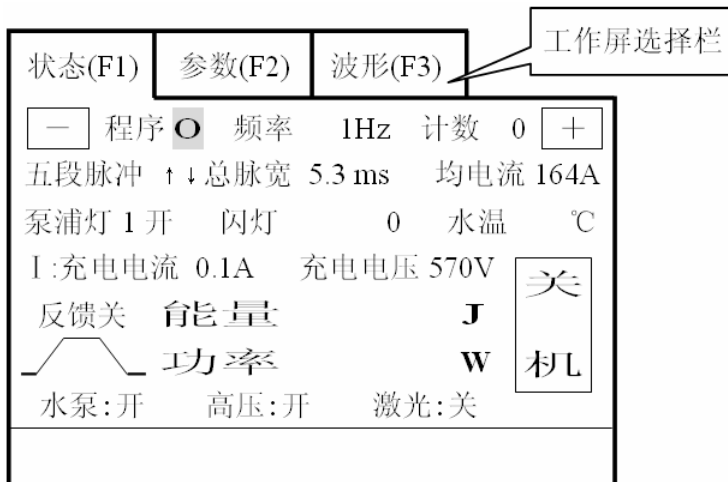 工作屏选择栏
状态(F1) 参数(F2) 波形(F3)
－ 程序 O 频率 1Hz 计数 0 ＋
五段脉冲 ↑↓总脉宽 5.3 ms 均电流 164A
泵浦灯 1 开 闪灯 0 水温 ℃
Ⅰ:充电电流 0.1A 充电电压 570V
关机
反馈关 能量 J
功率 W
水泵:开 高压:开 激光:关